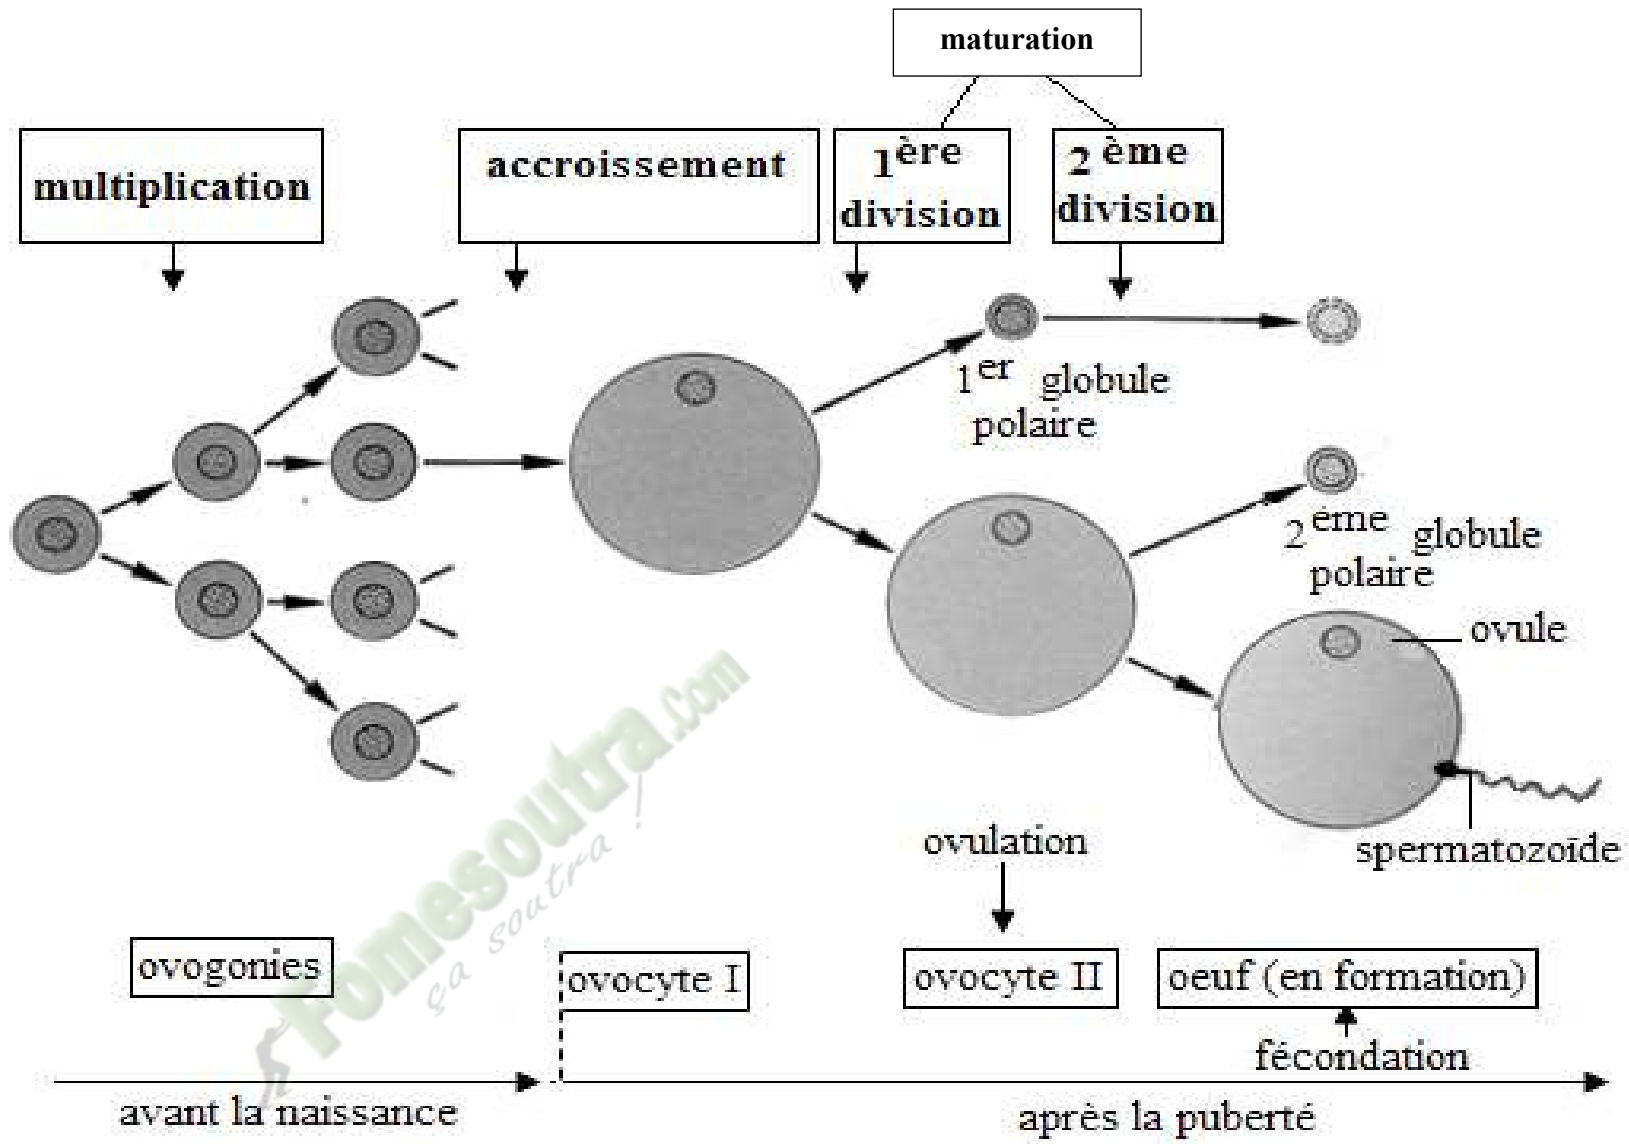 maturation
multiplication
accroissement
1ère
division
2ème
division
1er globule
polaire
2ème globule
polaire
ovule
spermatozoïde
ovulation
ovogonies
ovocyte I
ovocyte II
oeuf (en formation)
fécondation
avant la naissance
après la puberté
Fomesoutra.com
ça soutra !